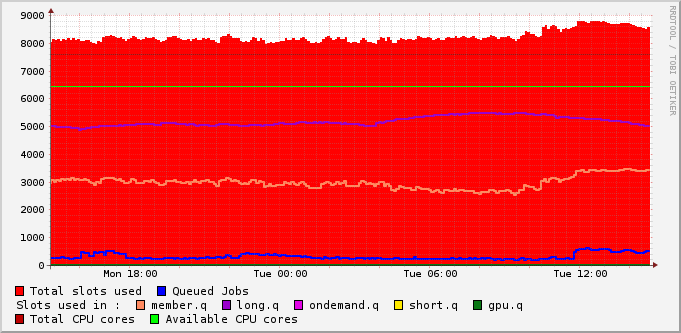 9000
8000
7000
6000
5000
4000
3000
2000
1000
0
Mon 18:00 Tue 00:00 Tue 06:00 Tue 12:00
Total slots used Queued Jobs
Slots used in : member.q long.q ondemand.q short.q gpu.q
Total CPU cores Available CPU cores
RRDTOOL / TOBI OETIKER